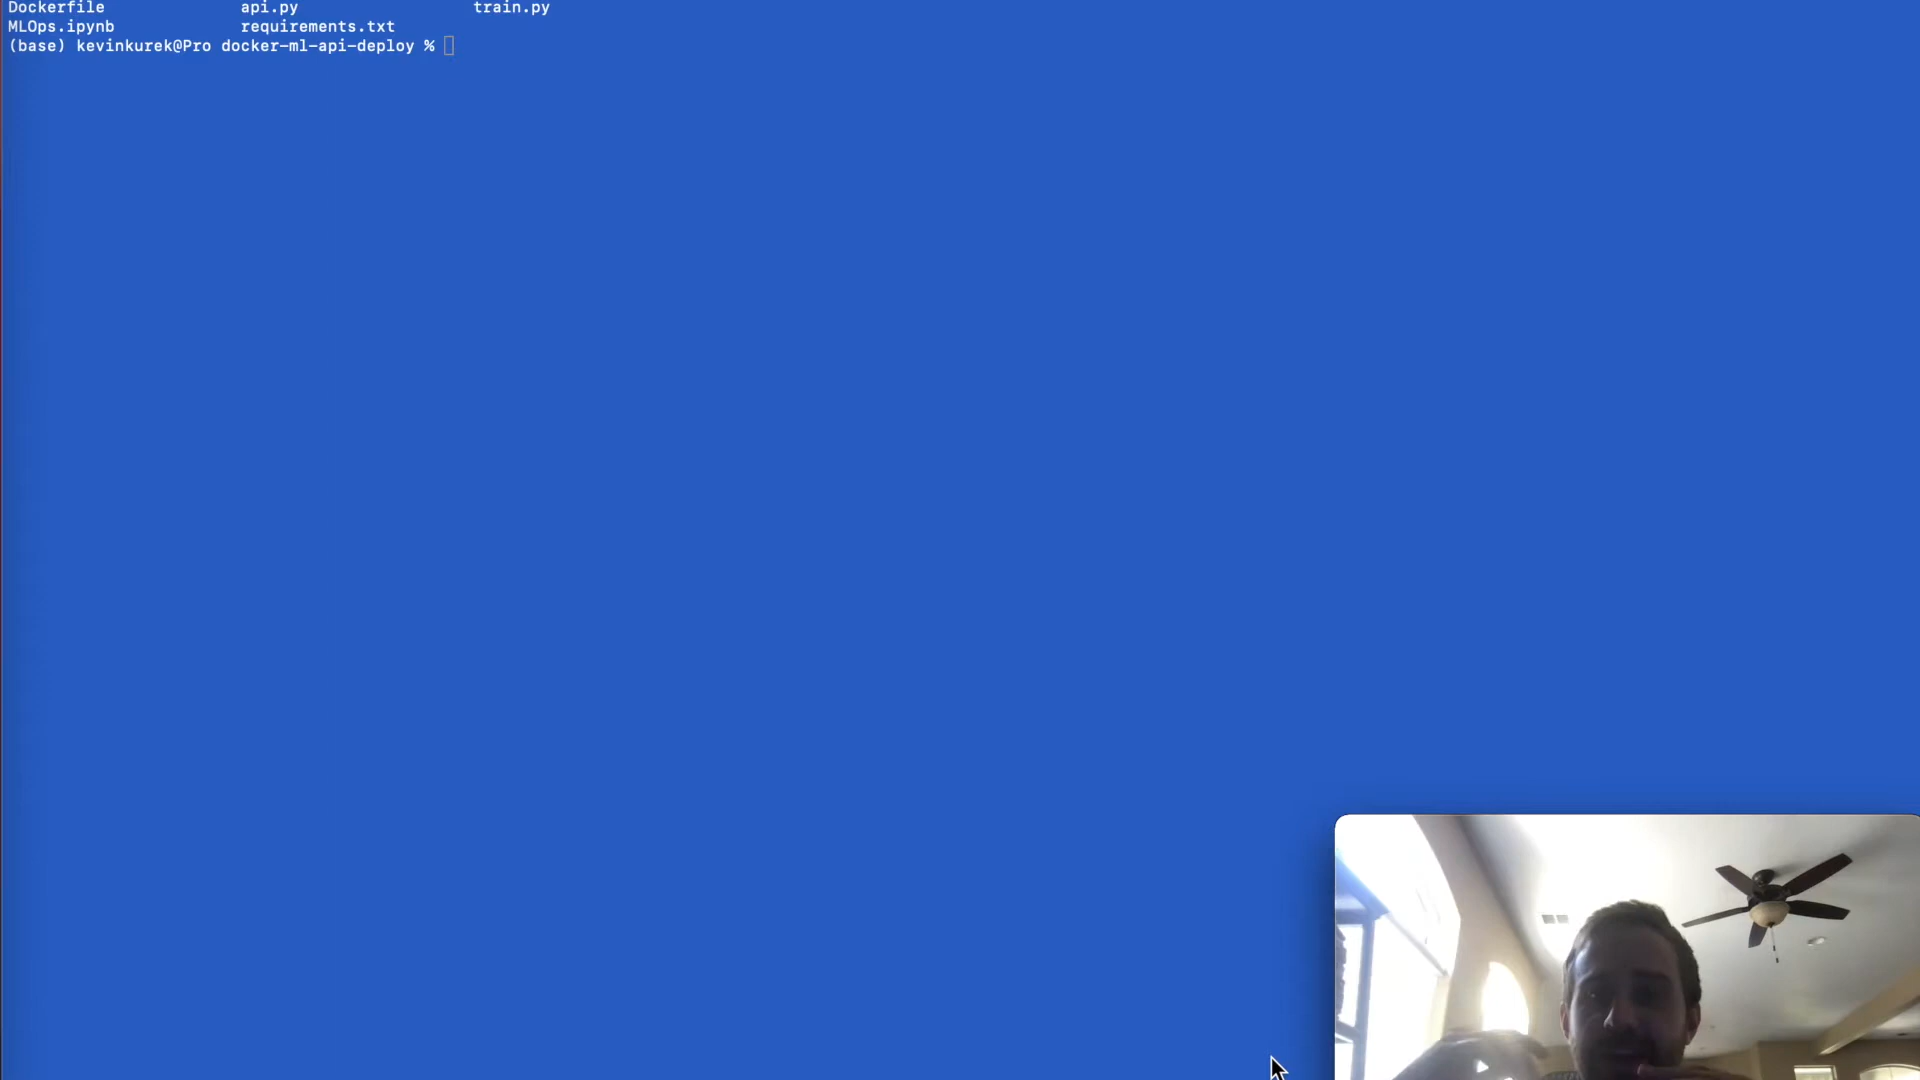 Dockerfile api.py train.py
MLOps.ipynb requirements.txt
(base) kevinkurek@Pro docker-ml-api-deploy %